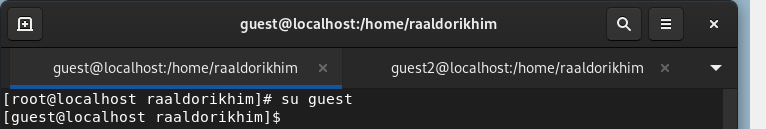 guest@localhost:/home/raaldorikhim
guest@localhost:/home/raaldorikhim
guest2@localhost:/home/raaldorikhim
[root@localhost raaldorikhim]# su guest
[guest@localhost raaldorikhim]$